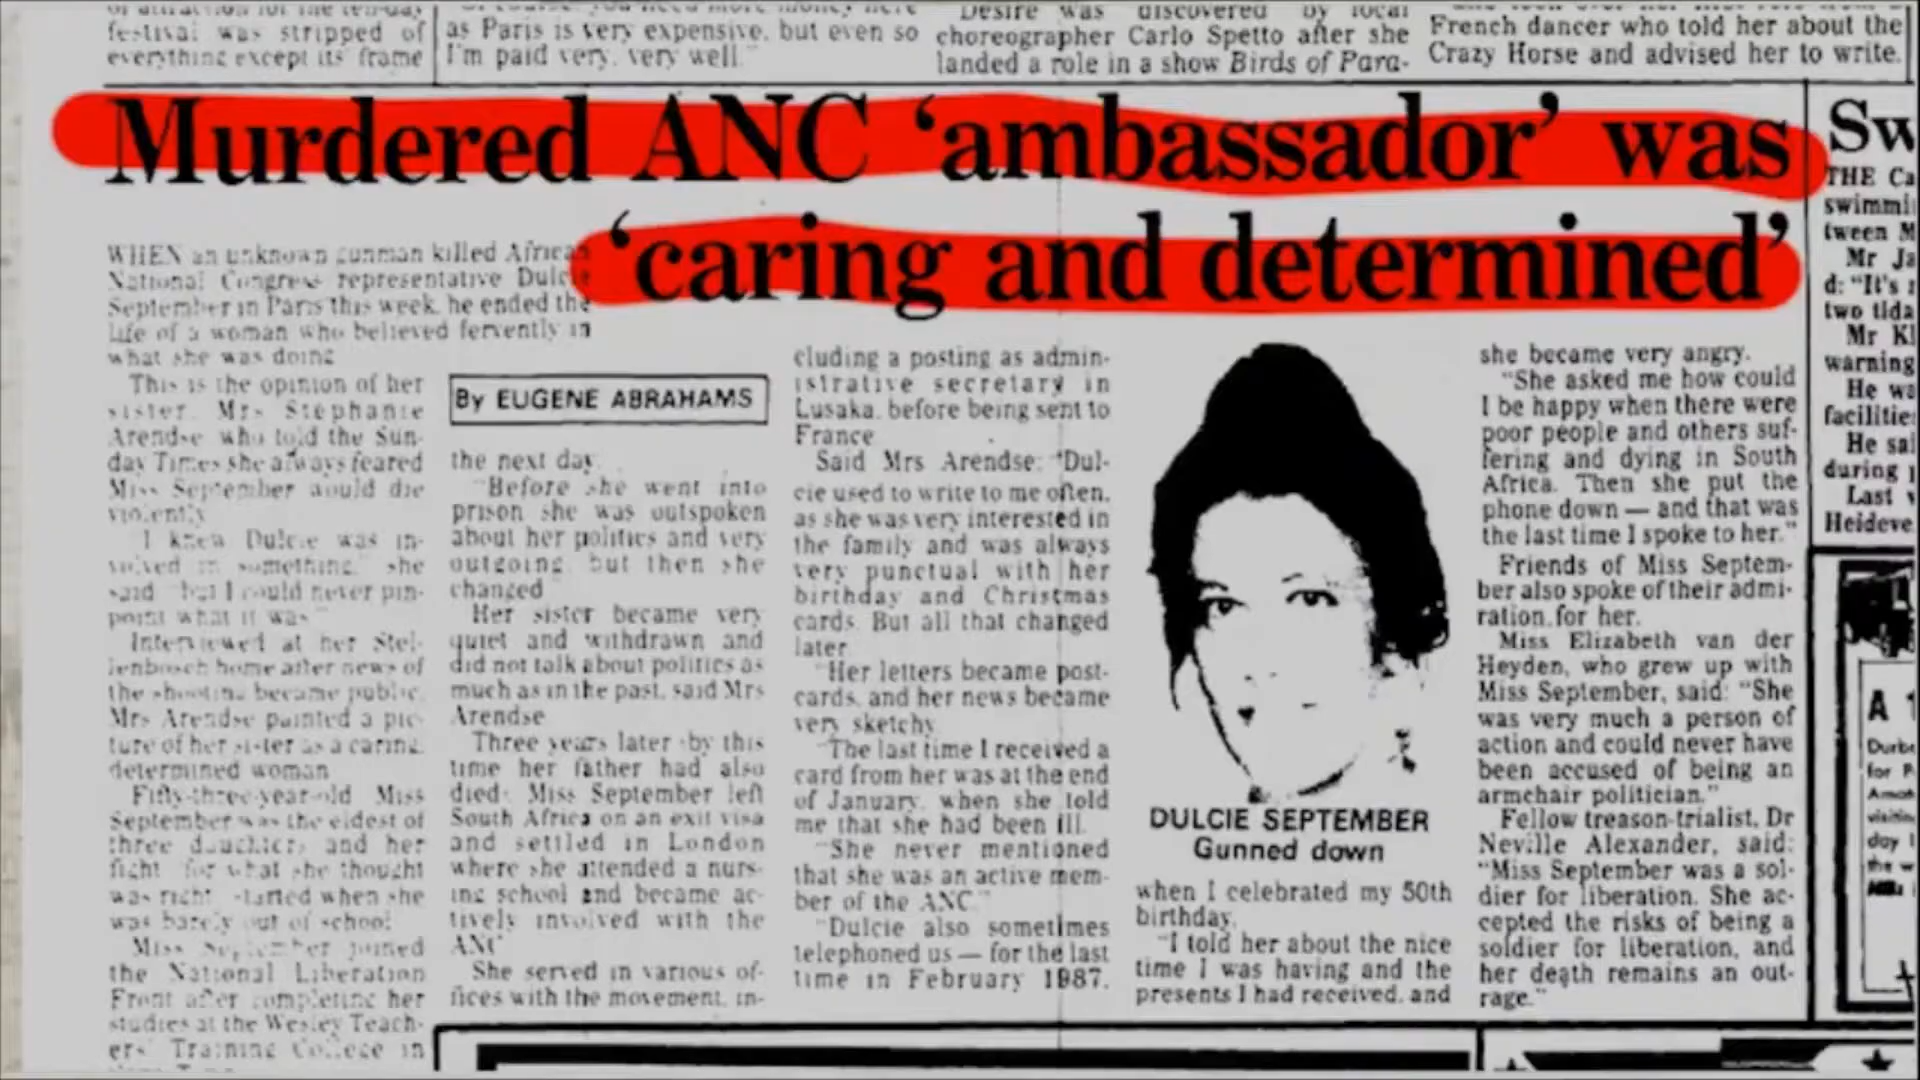 festival was stripped of
everything except its frame
as Paris is very expensive, but even so
I'm paid very, very well."
Desire was discovered by local
choreographer Carlo Spetto after she
landed a role in a show Birds of Para-
French dancer who told her about the
Crazy Horse and advised her to write.
Murdered ANC 'ambassador' was
'caring and determined'
WHEN an unknown gunman killed African
National Congress representative Dulcie
September in Paris this week, he ended the
life of a woman who believed fervently in
what she was doing
This is the opinion of her
sister, Mrs Stephanie
Arendse who told the Sun-
day Times she always feared
Miss September would die
violently
"I knew Dulcie was in-
volved in something," she
said "but I could never pin-
point what it was"
Interviewed at her Stel-
lenbosch home after news of
the shooting became public,
Mrs Arendse painted a pic-
ture of her sister as a caring,
determined woman
Fifty-three-year-old Miss
September was the eldest of
three daughters and her
fight for what she thought
was right started when she
was barely out of school
Miss September joined
the National Liberation
Front after completing her
studies at the Wesley Teach-
ers' Training College in
By EUGENE ABRAHAMS
the next day
"Before she went into
prison she was outspoken
about her politics and very
outgoing, but then she
changed
Her sister became very
quiet and withdrawn and
did not talk about politics as
much as in the past, said Mrs
Arendse
Three years later by this
time her father had also
died Miss September left
South Africa on an exit visa
and settled in London
where she attended a nurs-
ing school and became ac-
tively involved with the
ANC
She served in various of-
fices with the movement, in-
cluding a posting as admin-
istrative secretary in
Lusaka, before being sent to
France
Said Mrs Arendse: "Dul-
cie used to write to me often,
as she was very interested in
the family and was always
very punctual with her
birthday and Christmas
cards. But all that changed
later
"Her letters became post-
cards, and her news became
very sketchy
"The last time I received a
card from her was at the end
of January, when she told
me that she had been ill.
"She never mentioned
that she was an active mem-
ber of the ANC"
"Dulcie also sometimes
telephoned us — for the last
time in February 1987,
DULCIE SEPTEMBER
Gunned down
when I celebrated my 50th
birthday.
"I told her about the nice
time I was having and the
presents I had received, and
she became very angry.
"She asked me how could
I be happy when there were
poor people and others suf-
fering and dying in South
Africa. Then she put the
phone down — and that was
the last time I spoke to her."
Friends of Miss Septem-
ber also spoke of their admi-
ration for her.
Miss Elizabeth van der
Heyden, who grew up with
Miss September, said: "She
was very much a person of
action and could never have
been accused of being an
armchair politician."
Fellow treason-trialist, Dr
Neville Alexander, said:
"Miss September was a sol-
dier for liberation. She ac-
cepted the risks of being a
soldier for liberation, and
her death remains an out-
rage."
Sw
THE Ca
swimmi
tween M
Mr Ja
d: "It's
two tida
Mr Kl
warning
He wa
facilitie
He sai
during
Last
Heideve
A
for
day
the